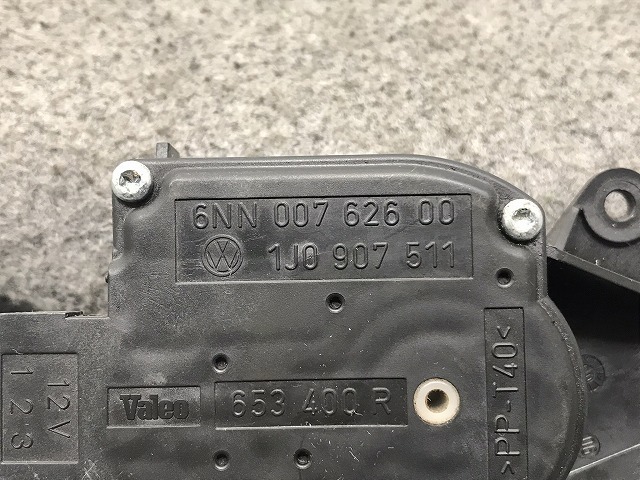 6NN 007 626 00
1J0 907 511
Valeo
653 400 R
>PP-T40<
12V
1 2 3